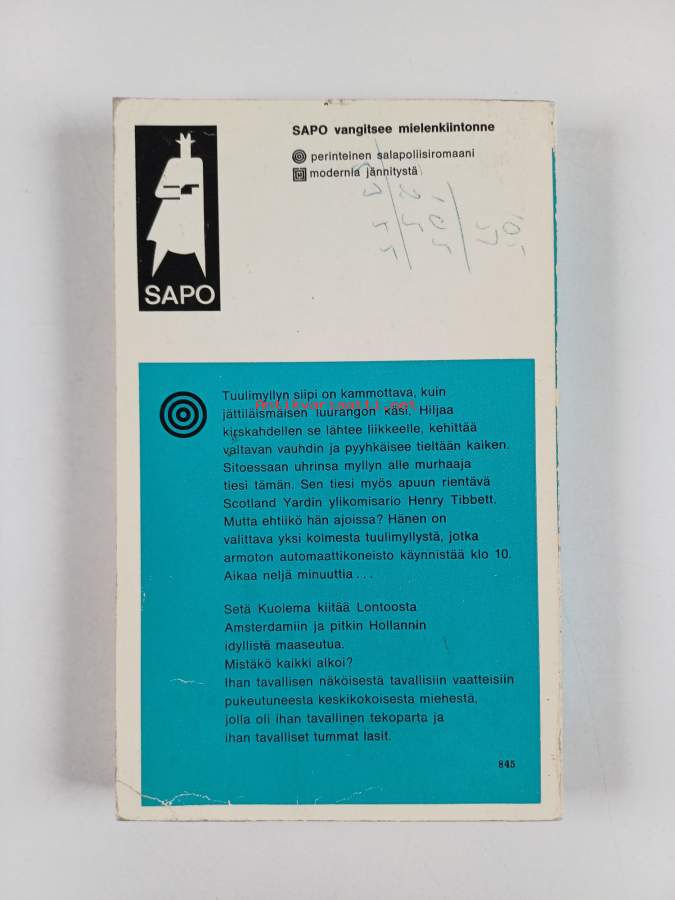 SAPO vangitsee mielenkiintonne
perinteinen salapoliisiromaani
modernia jännitystä
SAPO
Tuulimyllyn siipi on kammottava, kuin
Antikvariaatti.net
jättiläismäisen luurangon käsi, Hiljaa
kirskahdellen se lähtee liikkeelle, kehittää
valtavan vauhdin ja pyyhkäisee tieltään kaiken.
Sitoessaan uhrinsa myllyn alle murhaaja
tiesi tämän. Sen tiesi myös apuun rientävä
Scotland Yardin ylikomisario Henry Tibbett.
Mutta ehtiikö hän ajoissa? Hänen on
valittava yksi kolmesta tuulimyllystä, jotka
armoton automaattikoneisto käynnistää klo 10.
Aikaa neljä minuuttia...
Setä Kuolema kiitää Lontoosta
Amsterdamiin ja pitkin Hollannin
idyllistä maaseutua.
Mistäkö kaikki alkoi?
Ihan tavallisen näköisestä tavallisiin vaatteisiin
pukeutuneesta keskikokoisesta miehestä,
jolla oli ihan tavallinen tekoparta ja
ihan tavalliset tummat lasit.
845